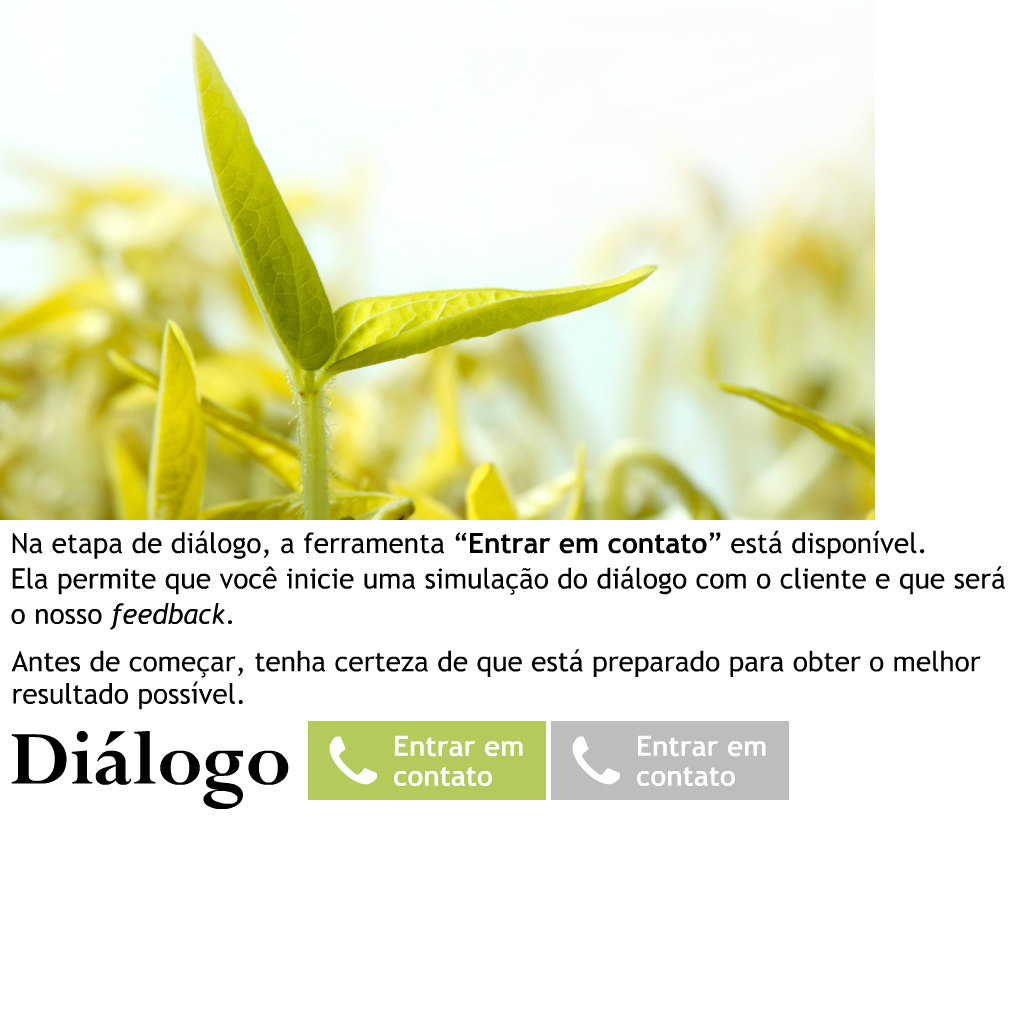 Na etapa de diálogo, a ferramenta “Entrar em contato” está disponível.
Ela permite que você inicie uma simulação do diálogo com o cliente e que será
o nosso feedback.
Antes de começar, tenha certeza de que está preparado para obter o melhor
resultado possível.
Diálogo
Entrar em
contato
Entrar em
contato